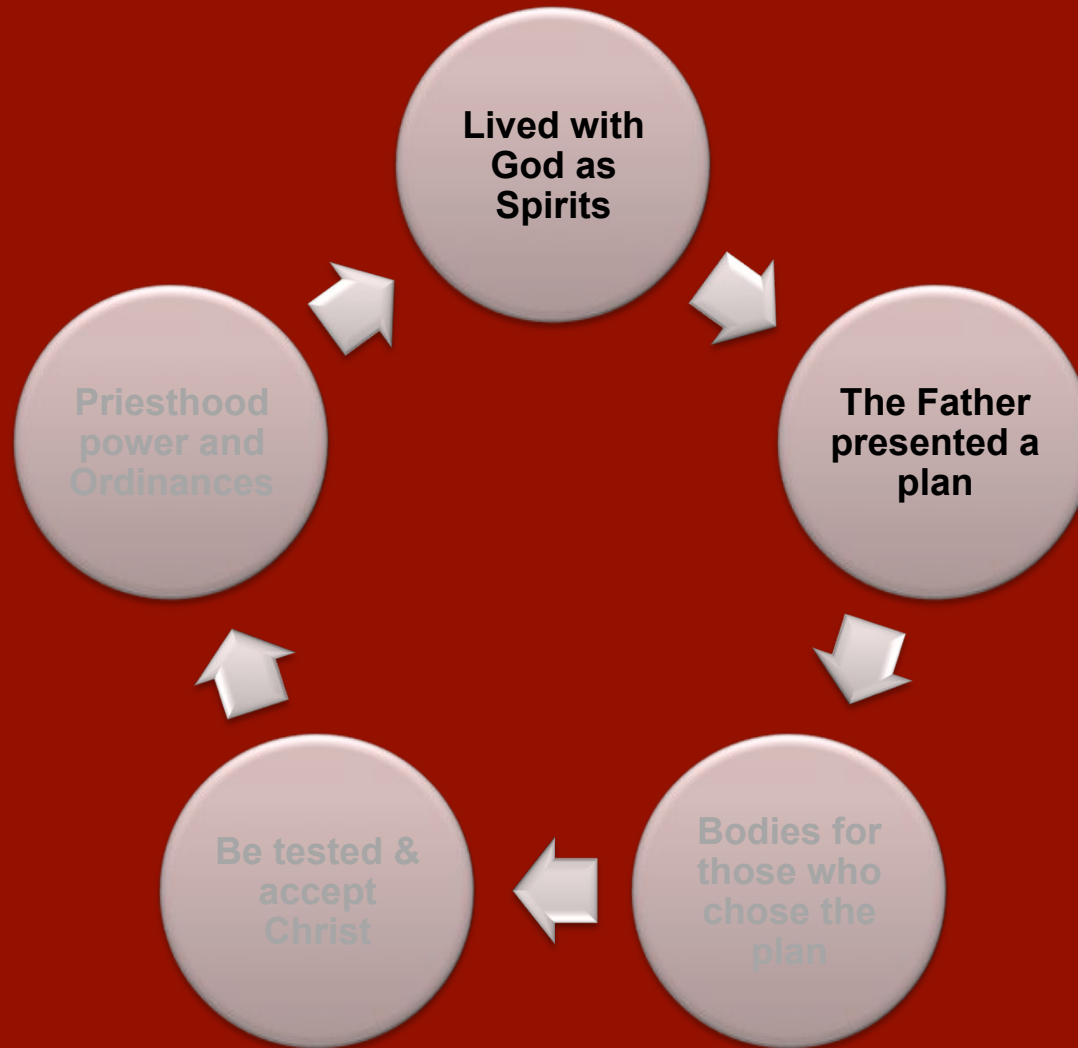 Lived with
God as
Spirits
The Father
presented a
plan
Bodies for
those who
chose the
plan
Be tested &
accept
Christ
Priesthood
power and
Ordinances